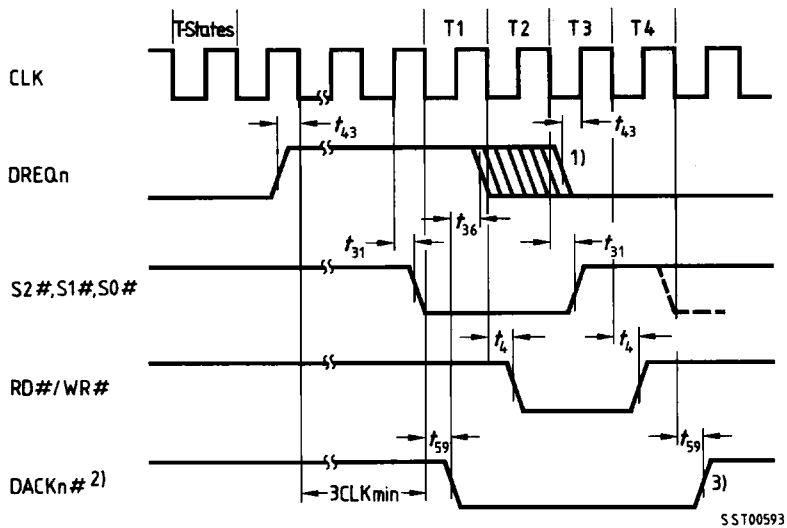 T-States
T1 T2 T3 T4
CLK
t43 t43
DREQn 1)
t36
t31 t31
S2#,S1#,S0#
t4 t4
RD#/WR#
t59 t59
DACKn# 2) 3)
3CLKmin
SST00593